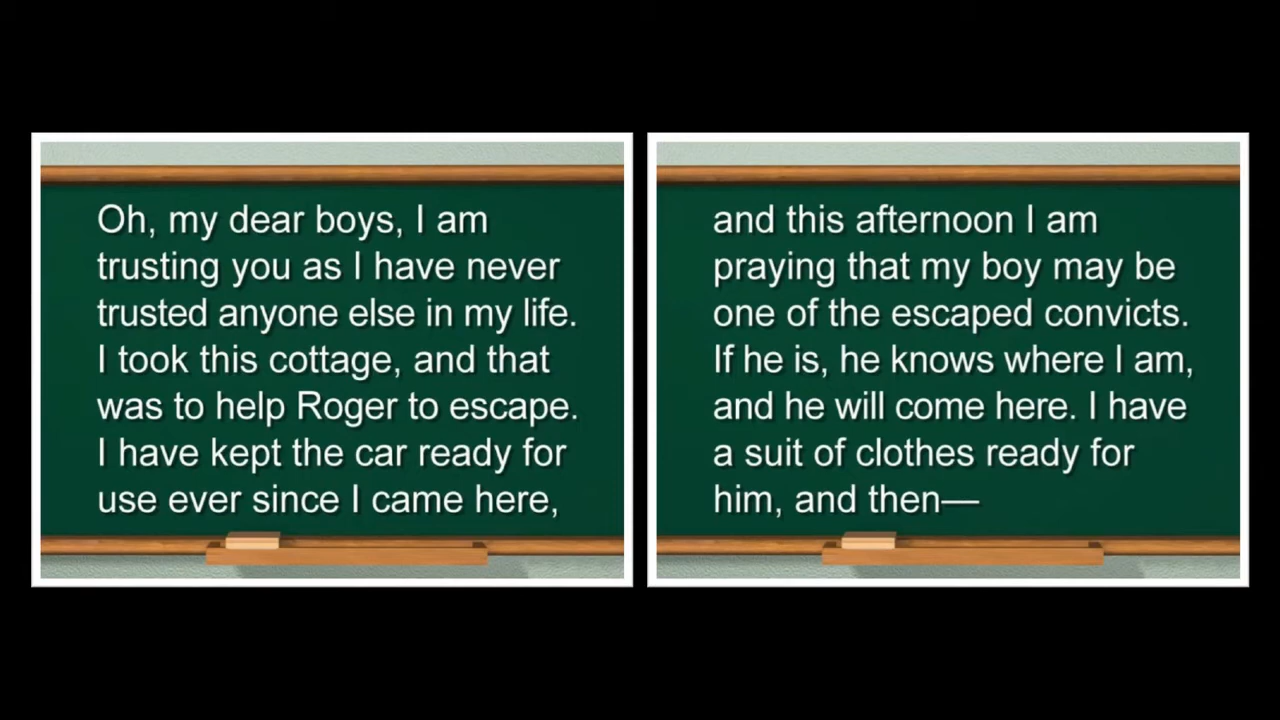 Oh, my dear boys, I am
trusting you as I have never
trusted anyone else in my life.
I took this cottage, and that
was to help Roger to escape.
I have kept the car ready for
use ever since I came here,
and this afternoon I am
praying that my boy may be
one of the escaped convicts.
If he is, he knows where I am,
and he will come here. I have
a suit of clothes ready for
him, and then—